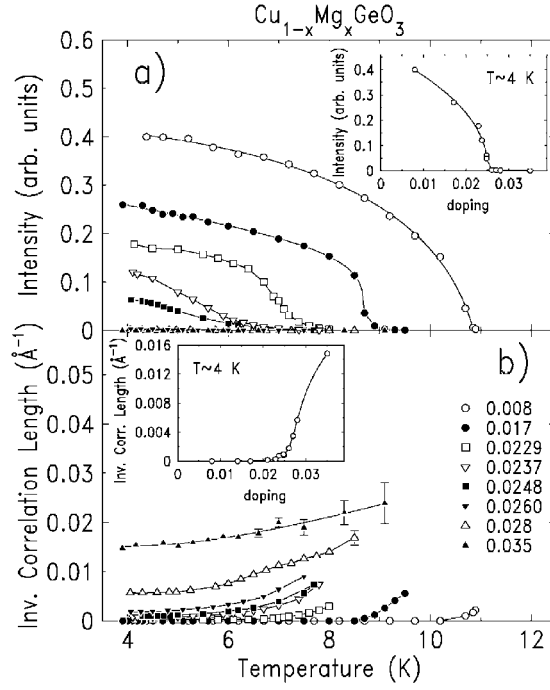 Cu1-xMgxGeO3
a)
Intensity (arb. units)
0.6
0.5
0.4
0.3
0.2
0.1
0
T~4 K
Intensity (arb. units)
0.4
0.3
0.2
0.1
0
0 0.01 0.02 0.03
doping
b)
Inv. Correlation Length (Å-1)
0.05
0.04
0.03
0.02
0.01
0
T~4 K
Inv. Corr. Length (Å-1)
0.016
0.012
0.008
0.004
0
0 0.01 0.02 0.03
doping
0.008
0.017
0.0229
0.0237
0.0248
0.0260
0.028
0.035
4 6 8 10 12
Temperature (K)